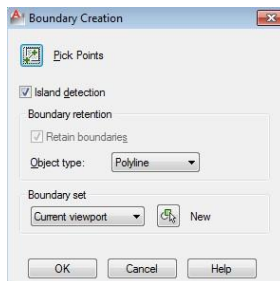 Boundary Creation
Pick Points
Island detection
Boundary retention
Retain boundaries
Object type: Polyline
Boundary set
Current viewport New
OK Cancel Help